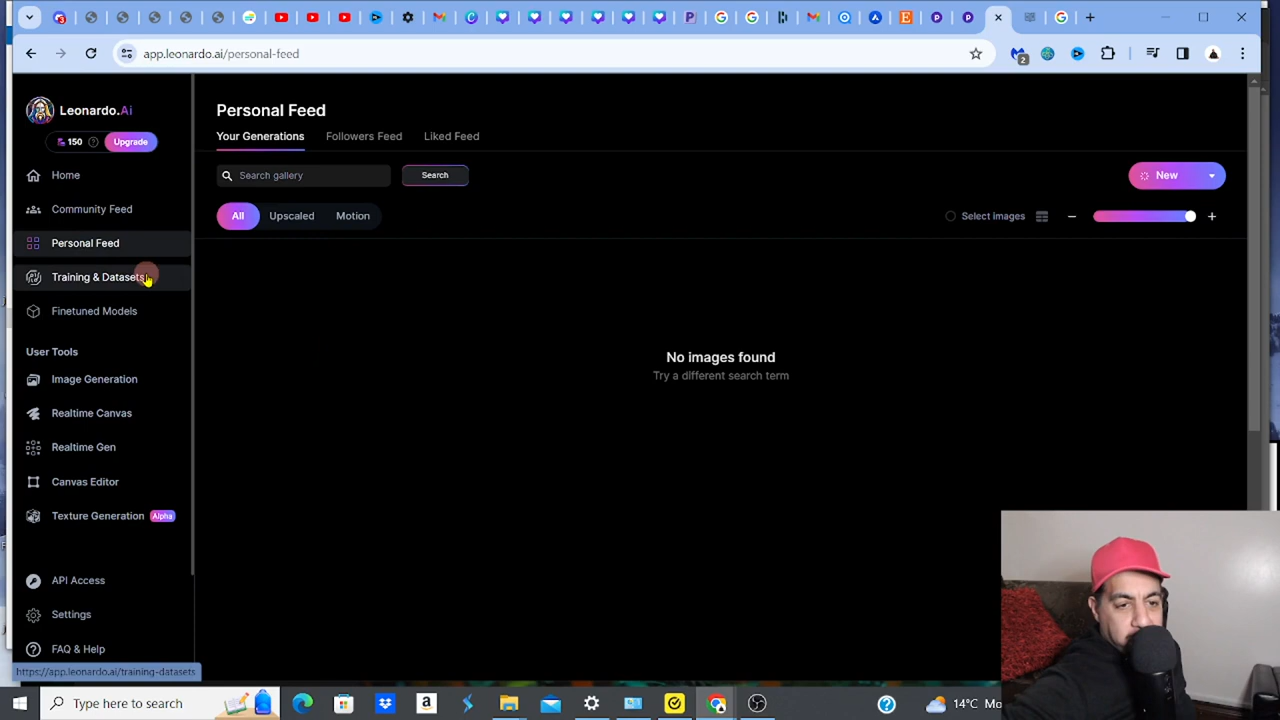 app.leonardo.ai/personal-feed
2
Leonardo.Ai
150
Upgrade
Home
Community Feed
Personal Feed
Training & Datasets
Finetuned Models
User Tools
Image Generation
Realtime Canvas
Realtime Gen
Canvas Editor
Texture Generation Alpha
API Access
Settings
FAQ & Help
https://app.leonardo.ai/training-datasets
Personal Feed
Your Generations Followers Feed Liked Feed
Search gallery Search
New
All Upscaled Motion
Select images
No images found
Try a different search term
Type here to search
14°C